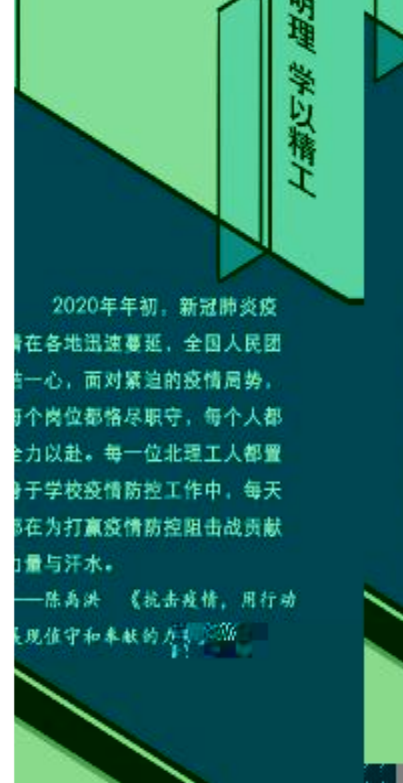 明理 学以精工
2020年年初，新冠肺炎疫
情在各地迅速蔓延，全国人民团
结一心，面对紧迫的疫情局势，
每个岗位都恪尽职守，每个人都
全力以赴。每一位北理工人都置
身于学校疫情防控工作中，每天
都在为打赢疫情防控阻击战贡献
力量与汗水。
——陈禹洪 《抗击疫情，用行动
展现值守和奉献的力